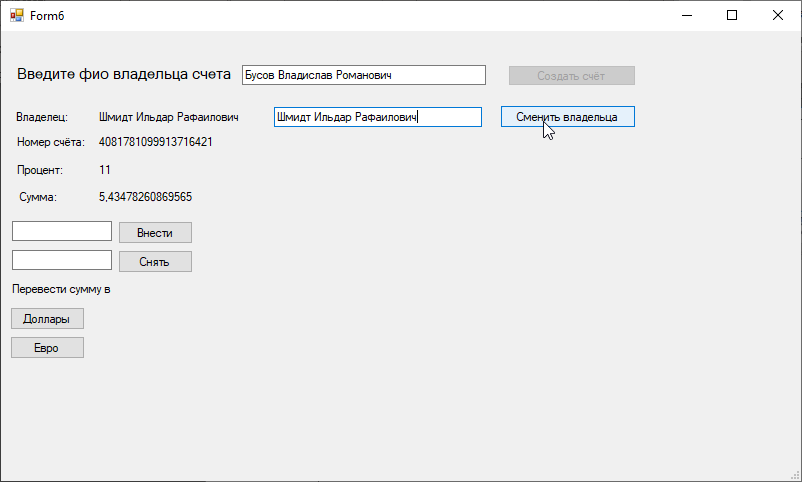 Form6
Введите фио владельца счета Бусов Владислав Романович Создать счёт
Владелец: Шмидт Ильдар Рафаилович Шмидт Ильдар Рафаилович Сменить владельца
Номер счёта: 4081781099913716421
Процент: 11
Сумма: 5,43478260869565
Внести
Снять
Перевести сумму в
Доллары
Евро